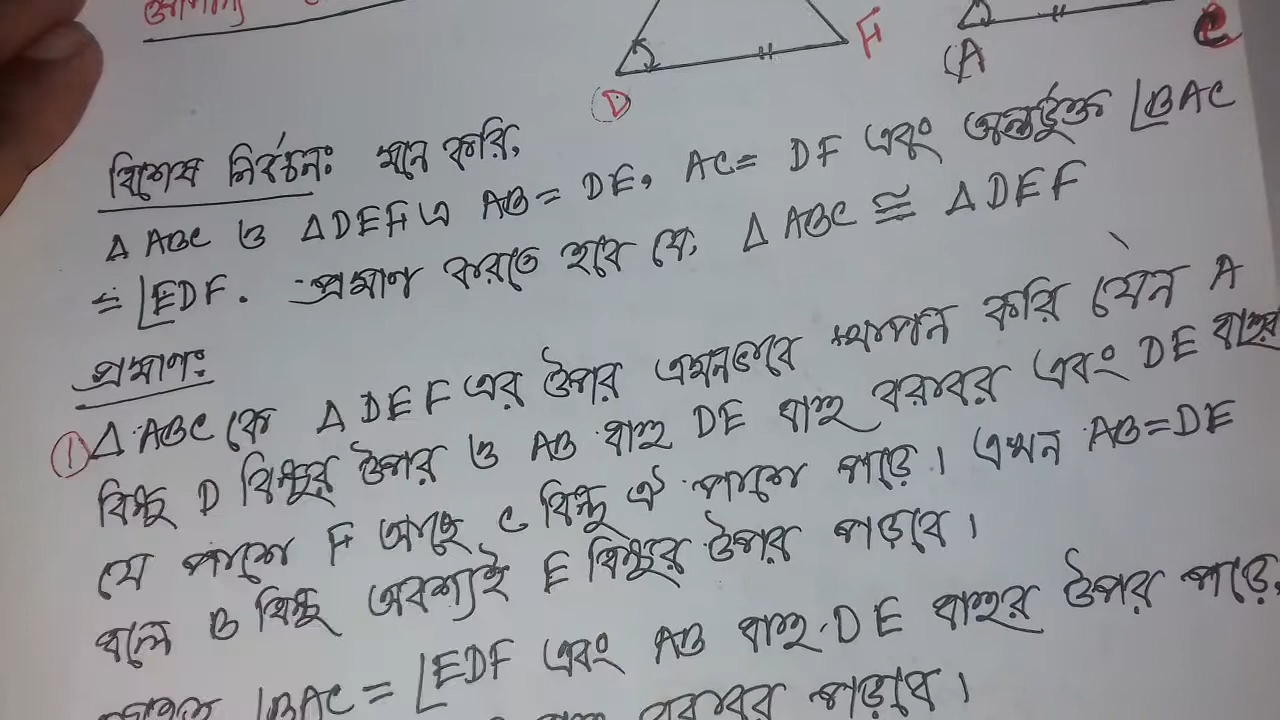 D
F
A
C
বিশেষ নির্বচনঃ মনে করি,
Δ ABC ও Δ DEF এ AB = DE, AC = DF এবং অন্তর্ভুক্ত ∠BAC
= ∠EDF. প্রমাণ করতে হবে যে, Δ ABC ≅ Δ DEF
প্রমাণঃ
① Δ ABC কে Δ DEF এর উপর এমনভাবে স্থাপন করি যেন A
বিন্দু D বিন্দুর উপর ও AB বাহু DE বাহু বরাবর এবং DE বাহুর
যে পাশে F আছে C বিন্দু ঐ পাশে পড়ে। এখন AB = DE
বলে B বিন্দু অবশ্যই E বিন্দুর উপর পড়বে।
∠BAC = ∠EDF এবং AB বাহু DE বাহুর উপর পড়ে,
বরাবর পড়বে।